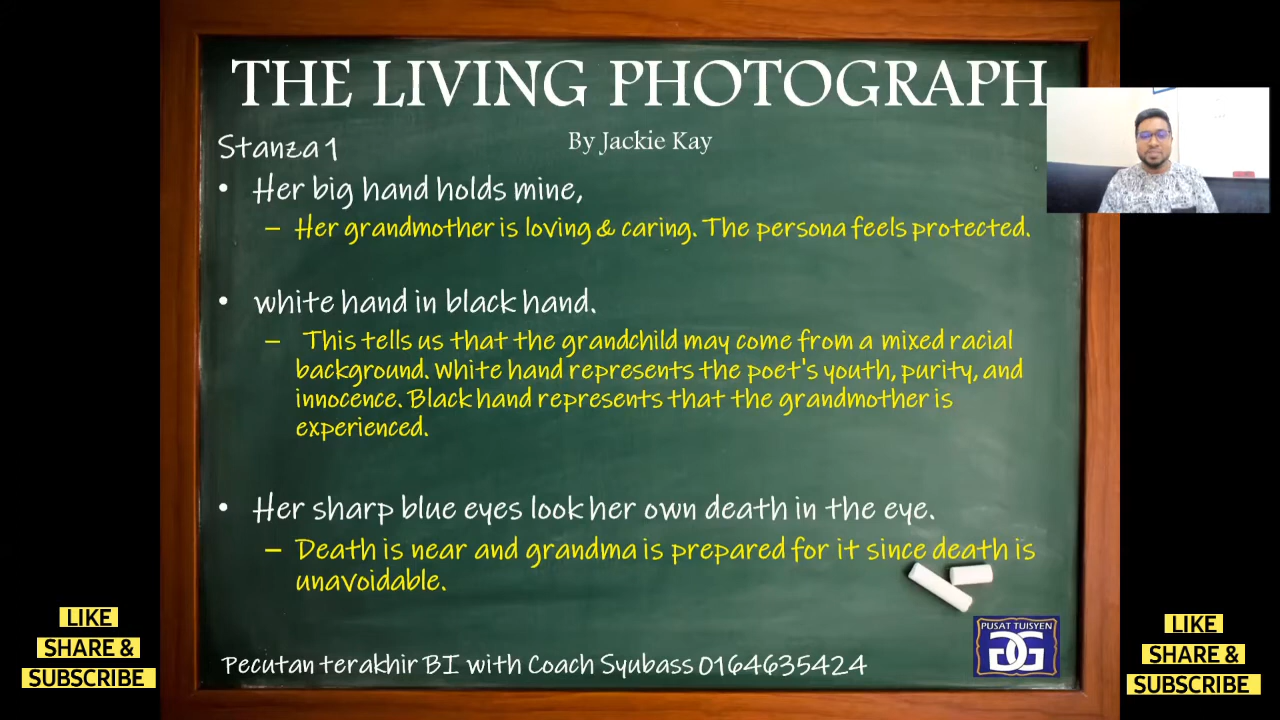 THE LIVING PHOTOGRAPH
By Jackie Kay
Stanza 1
• Her big hand holds mine,
– Her grandmother is loving & caring. The persona feels protected.
• white hand in black hand.
– This tells us that the grandchild may come from a mixed racial
background. White hand represents the poet's youth, purity, and
innocence. Black hand represents that the grandmother is
experienced.
• Her sharp blue eyes look her own death in the eye.
– Death is near and grandma is prepared for it since death is
unavoidable.
Pecutan terakhir BI with Coach Syubass 0164635424
PUSAT TUISYEN
GG
LIKE
SHARE &
SUBSCRIBE
LIKE
SHARE &
SUBSCRIBE